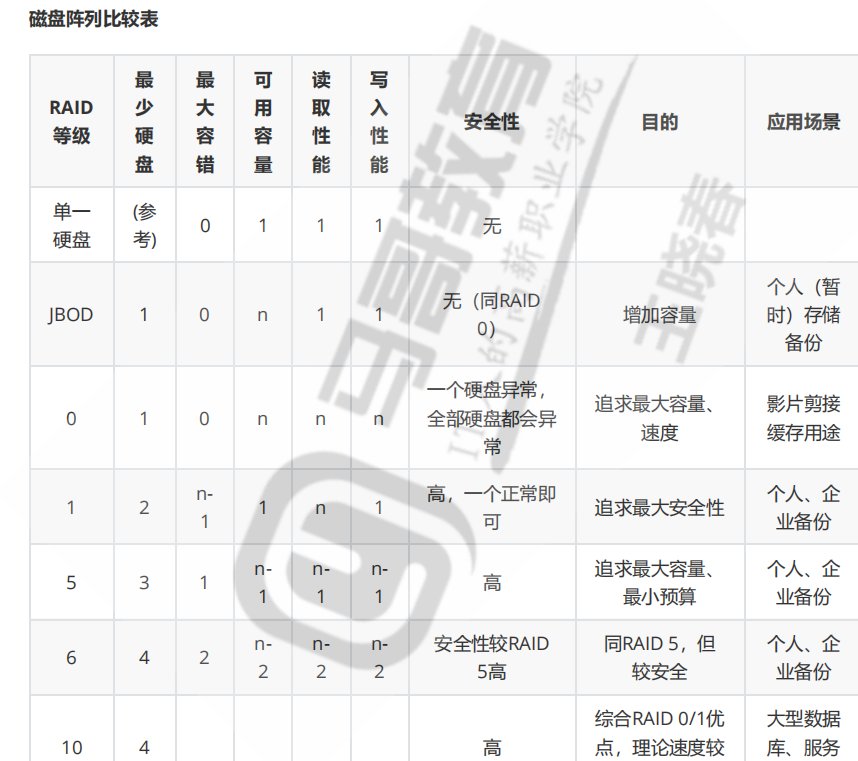 磁盘阵列比较表
RAID
等级
最
少
硬
盘
最
大
容
错
可
用
容
量
读
取
性
能
写
入
性
能
安全性
目的
应用场景
单一
硬盘
(参
考)
0
1
1
1
无
JBOD
1
0
n
1
1
无（同RAID
0）
增加容量
个人（暂
时）存储
备份
0
1
0
n
n
n
一个硬盘异常，
全部硬盘都会异
常
追求最大容量、
速度
影片剪接
缓存用途
1
2
n-
1
1
n
1
高，一个正常即
可
追求最大安全性
个人、企
业备份
5
3
1
n-
1
n-
1
n-
1
高
追求最大容量、
最小预算
个人、企
业备份
6
4
2
n-
2
n-
2
n-
2
安全性较RAID
5高
同RAID 5，但
较安全
个人、企
业备份
10
4
高
综合RAID 0/1优
点，理论速度较
大型数据
库、服务
马哥教育
IT人的高薪职业学院
王晓春